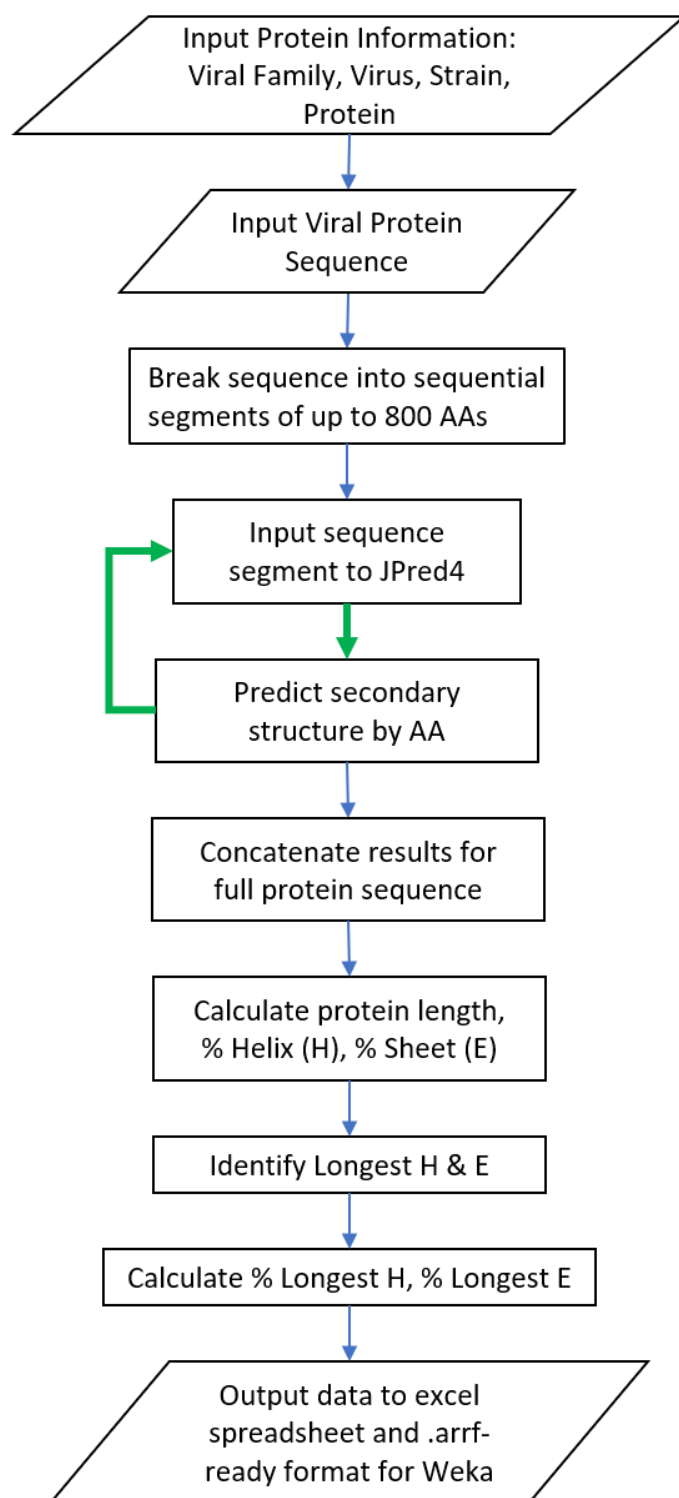 Input Protein Information:
Viral Family, Virus, Strain,
Protein
Input Viral Protein
Sequence
Break sequence into sequential
segments of up to 800 AAs
Input sequence
segment to JPred4
Predict secondary
structure by AA
Concatenate results for
full protein sequence
Calculate protein length,
% Helix (H), % Sheet (E)
Identify Longest H & E
Calculate % Longest H, % Longest E
Output data to excel
spreadsheet and .arrf-
ready format for Weka